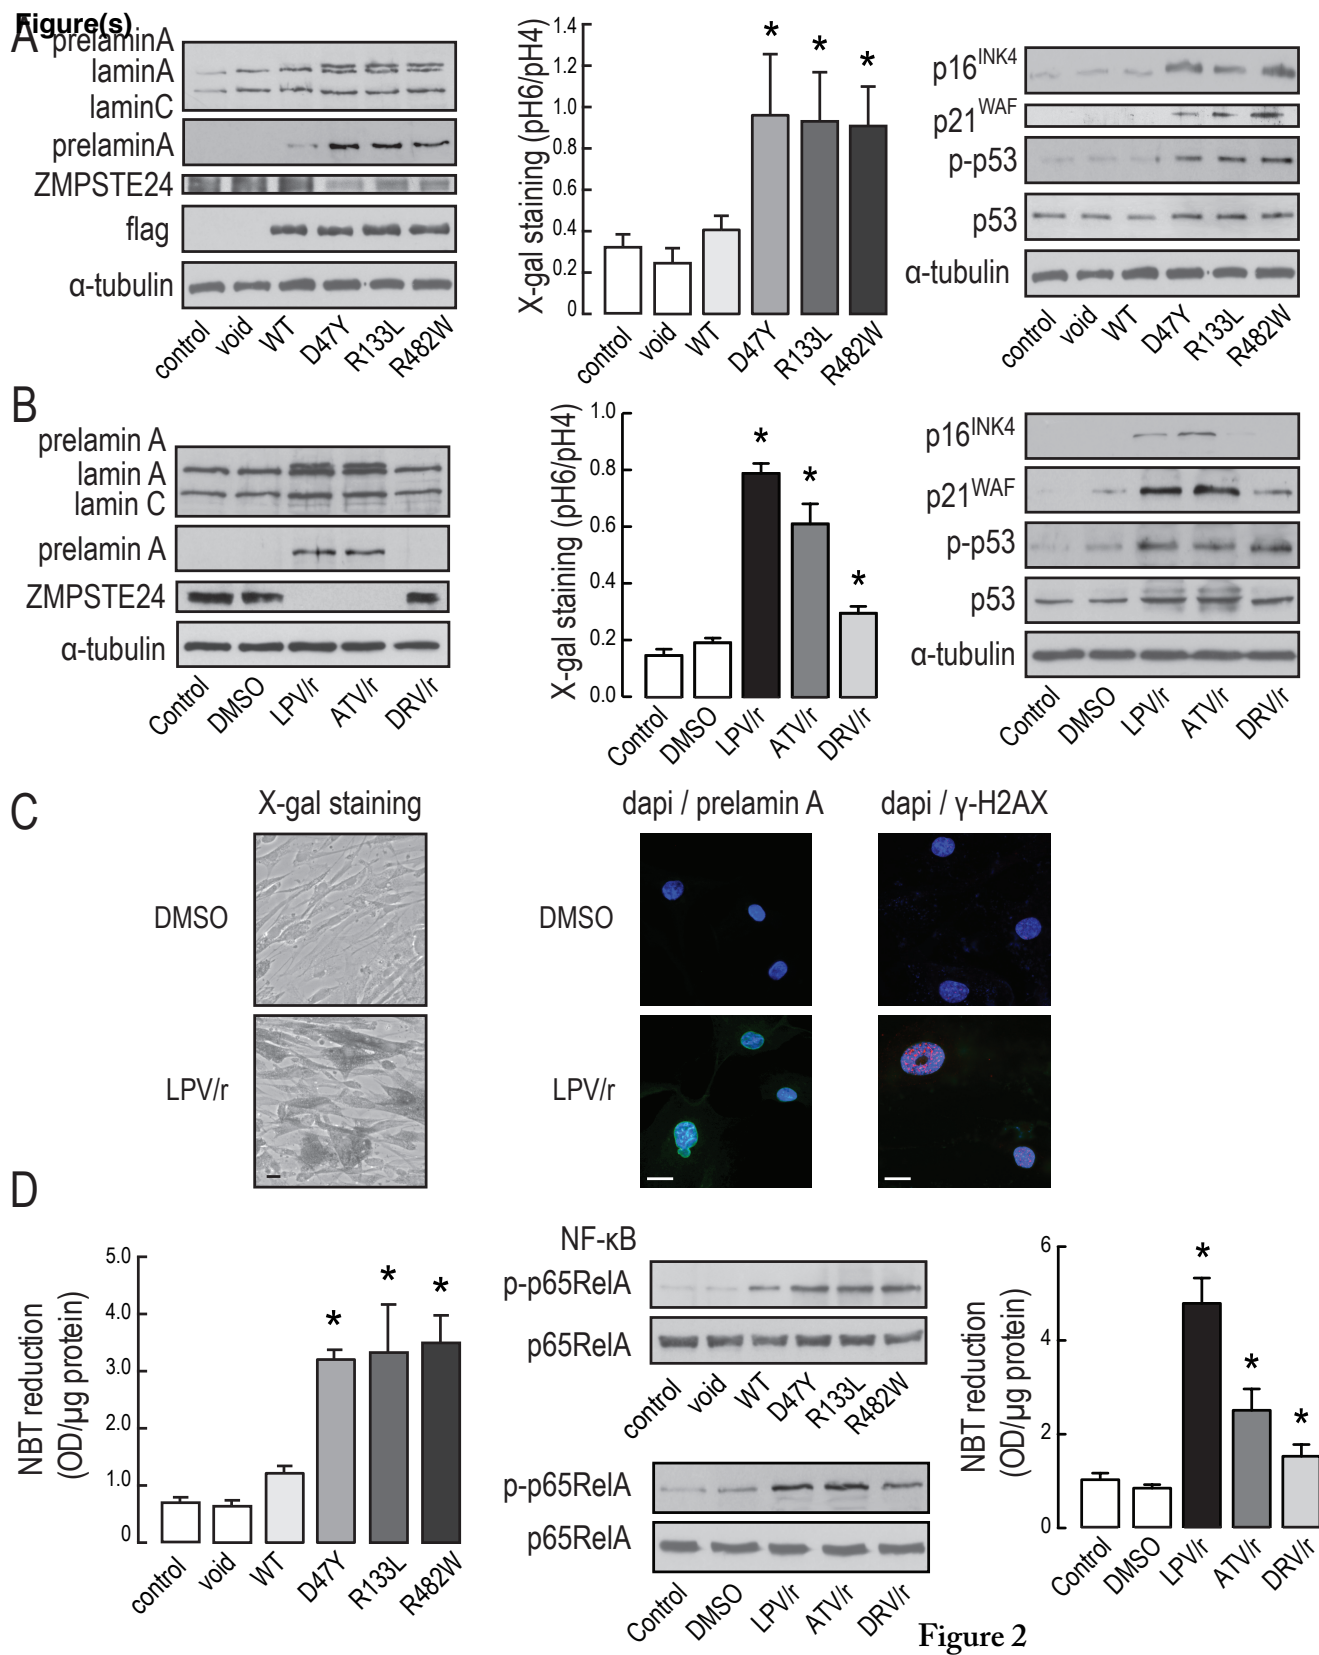 Figure(s)
A
prelaminA
laminA
laminC
prelaminA
ZMPSTE24
flag
α-tubulin
control
void
WT
D47Y
R133L
R482W
X-gal staining (pH6/pH4)
1.4
1.2
1.0
0.8
0.6
0.4
0.2
0
*
*
*
control
void
WT
D47Y
R133L
R482W
p16INK4
p21WAF
p-p53
p53
α-tubulin
control
void
WT
D47Y
R133L
R482W
B
prelamin A
lamin A
lamin C
prelamin A
ZMPSTE24
α-tubulin
Control
DMSO
LPV/r
ATV/r
DRV/r
X-gal staining (pH6/pH4)
1.0
0.8
0.6
0.4
0.2
0.0
*
*
*
Control
DMSO
LPV/r
ATV/r
DRV/r
p16INK4
p21WAF
p-p53
p53
α-tubulin
Control
DMSO
LPV/r
ATV/r
DRV/r
C
X-gal staining
dapi / prelamin A
dapi / γ-H2AX
DMSO
DMSO
LPV/r
LPV/r
D
NBT reduction
(OD/µg protein)
5.0
4.0
3.0
2.0
1.0
0
*
*
*
control
void
WT
D47Y
R133L
R482W
NF-κB
p-p65RelA
p65RelA
control
void
WT
D47Y
R133L
R482W
p-p65RelA
p65RelA
Control
DMSO
LPV/r
ATV/r
DRV/r
NBT reduction
(OD/µg protein)
6
4
2
0
*
*
*
Control
DMSO
LPV/r
ATV/r
DRV/r
Figure 2